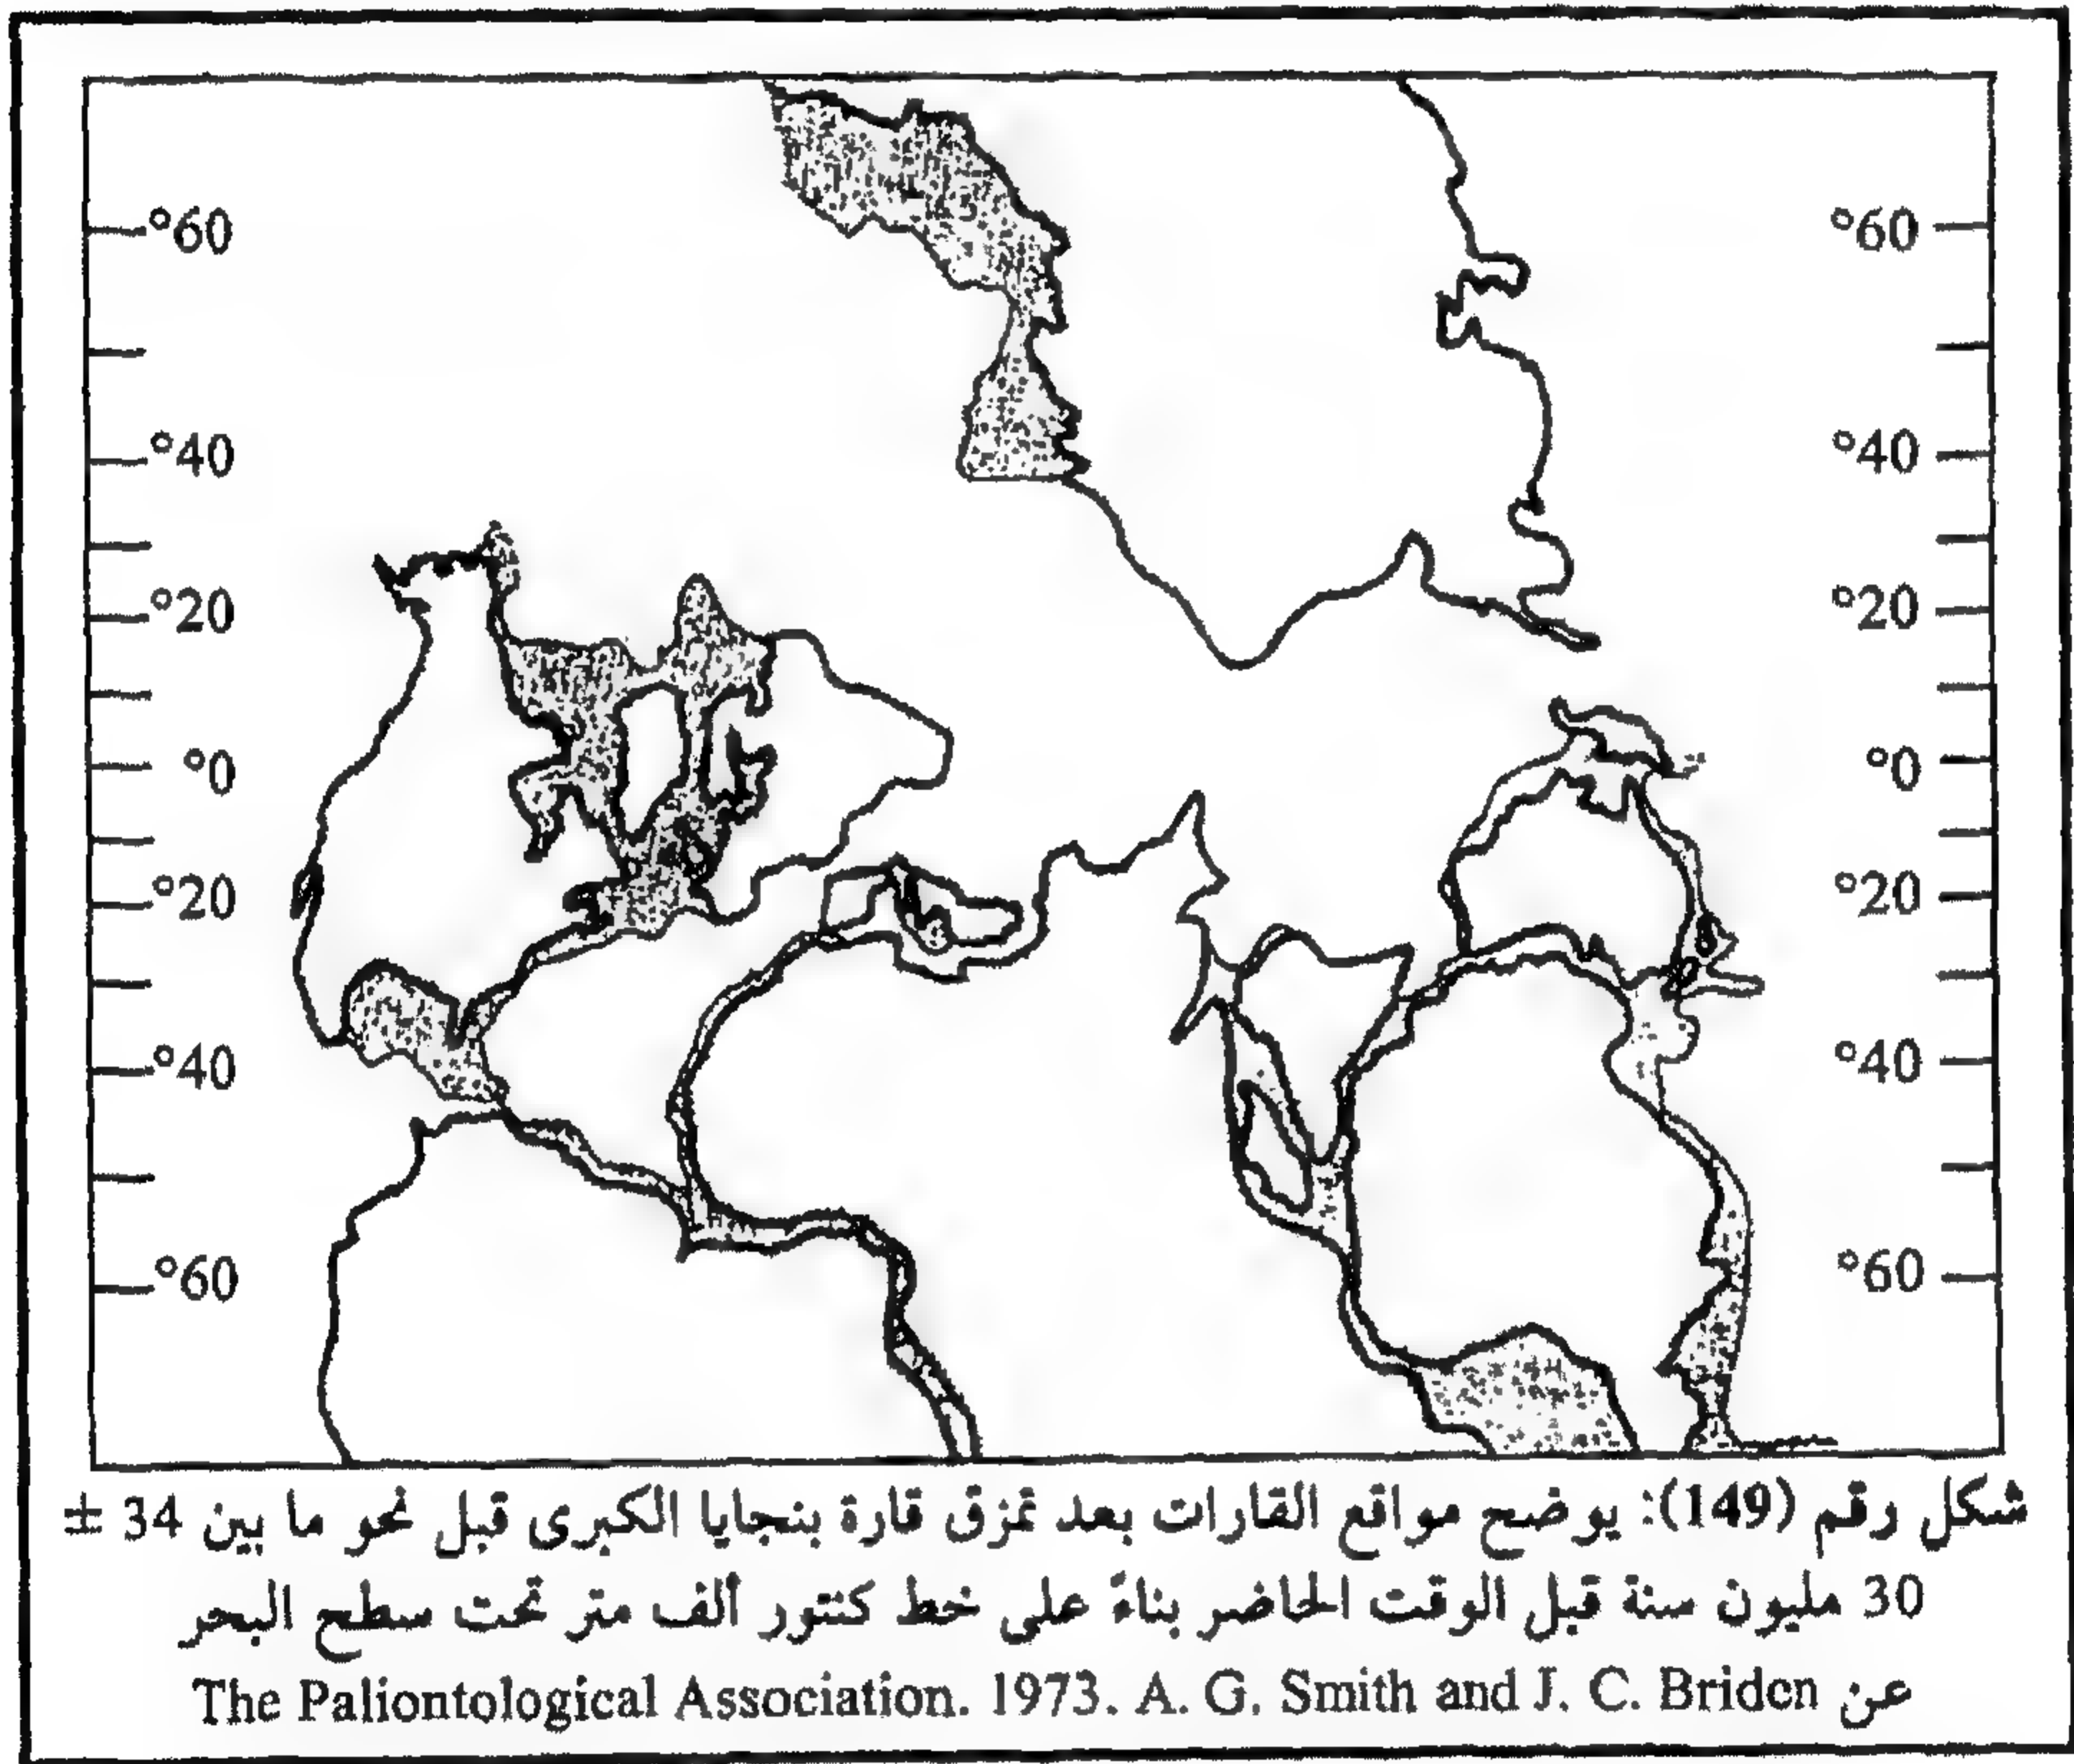 °60 °60
°40 °40
°20 °20
°0 °0
°20 °20
°40 °40
°60 °60
شكل رقم (149): يوضح مواقع القارات بعد تمزق قارة بنجايا الكبرى قبل نحو ما بين 34 ±
30 مليون سنة قبل الوقت الحاضر بناءً على خط كنتور ألف متر تحت سطح البحر
عن The Paliontological Association. 1973. A. G. Smith and J. C. Briden